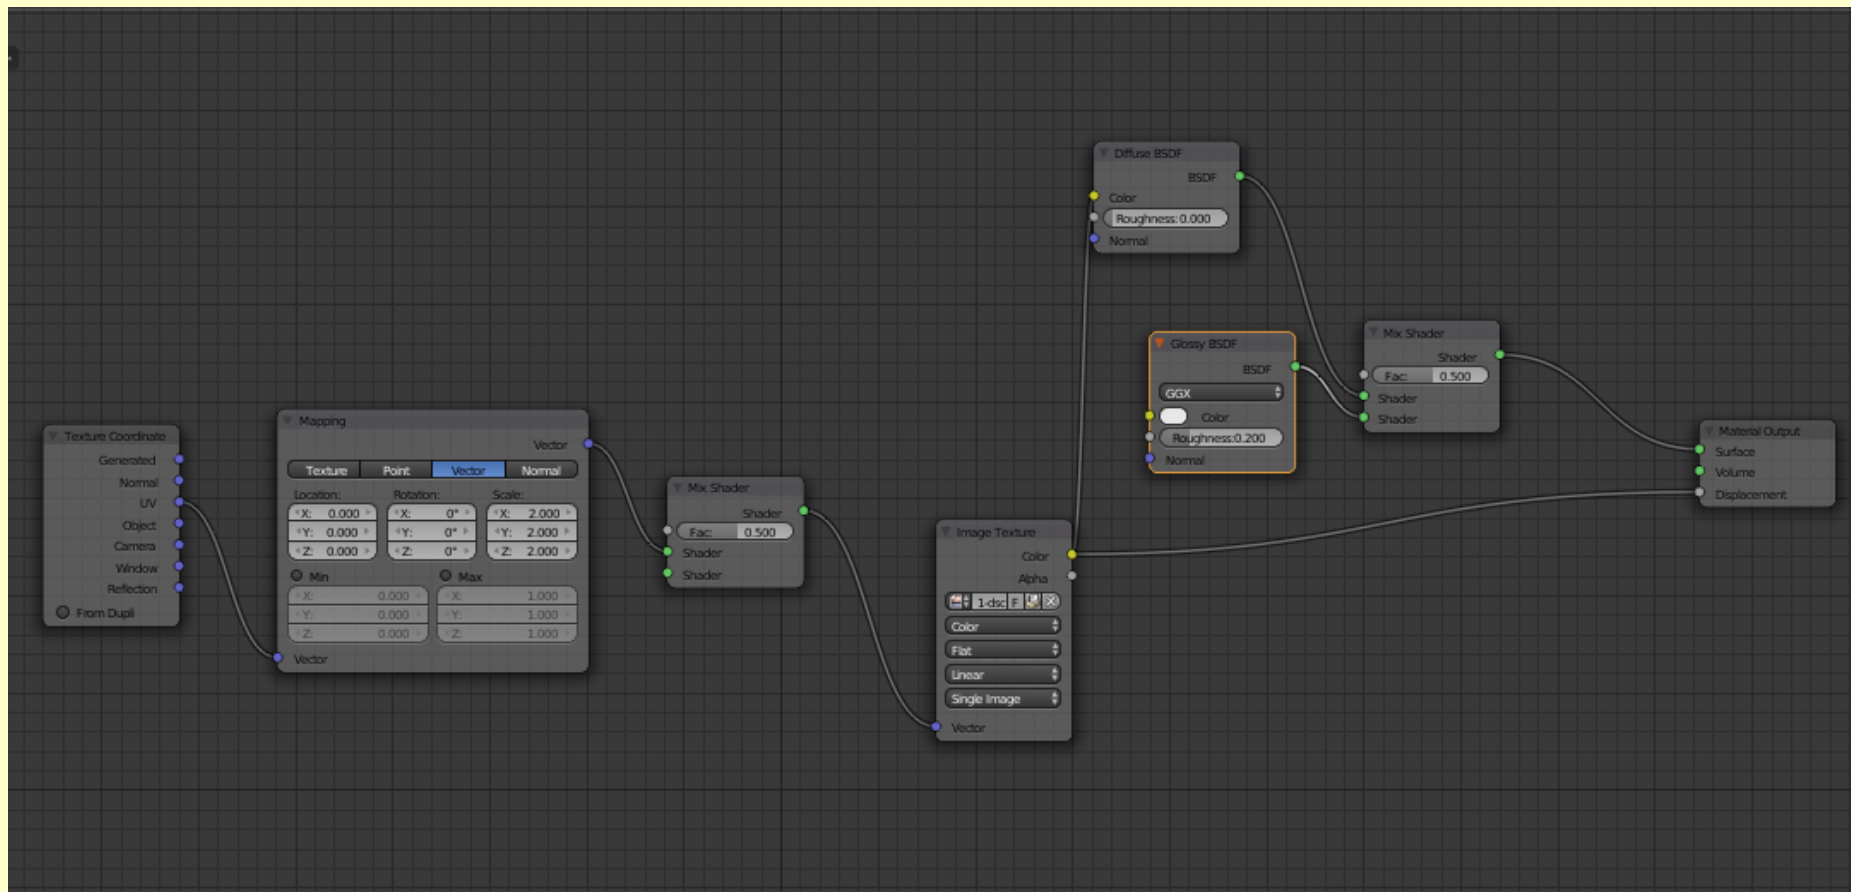 Texture Coordinate
Generated
Normal
UV
Object
Camera
Window
Reflection
From Dupli
Mapping
Vector
Texture Point Vector Normal
Location: Rotation: Scale:
X: 0.000 X: 0° X: 2.000
Y: 0.000 Y: 0° Y: 2.000
Z: 0.000 Z: 0° Z: 2.000
Min Max
X: 0.000 X: 1.000
Y: 0.000 Y: 1.000
Z: 0.000 Z: 1.000
Vector
Mix Shader
Shader
Fac: 0.500
Shader
Shader
Image Texture
Color
Alpha
1-dsc F
Color
Flat
Linear
Single Image
Vector
Diffuse BSDF
BSDF
Color
Roughness:0.000
Normal
Glossy BSDF
BSDF
GGX
Color
Roughness:0.200
Normal
Mix Shader
Shader
Fac: 0.500
Shader
Shader
Material Output
Surface
Volume
Displacement